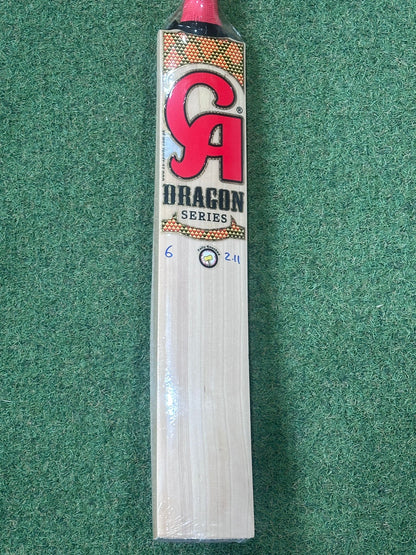 CA
®
DRAGON
SERIES
6
2.11